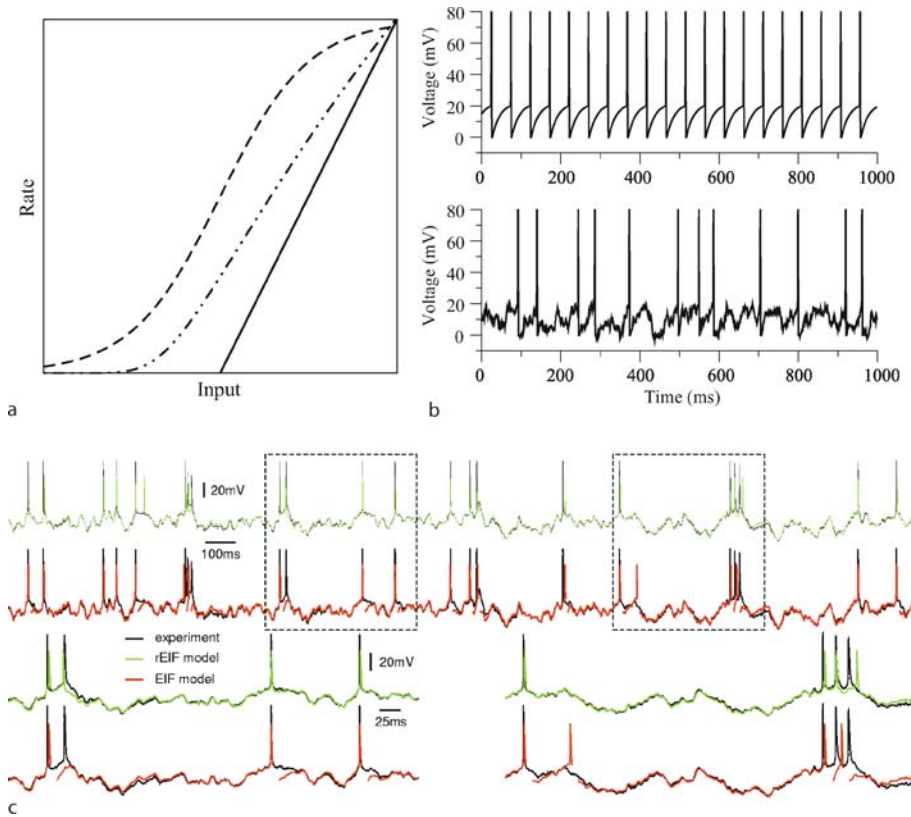 Rate
Input
a
Voltage (mV)
80
60
40
20
0
0 200 400 600 800 1000
Voltage (mV)
80
60
40
20
0
0 200 400 600 800 1000
Time (ms)
b
20mV
100ms
experiment
rEIF model
EIF model
20mV
25ms
c